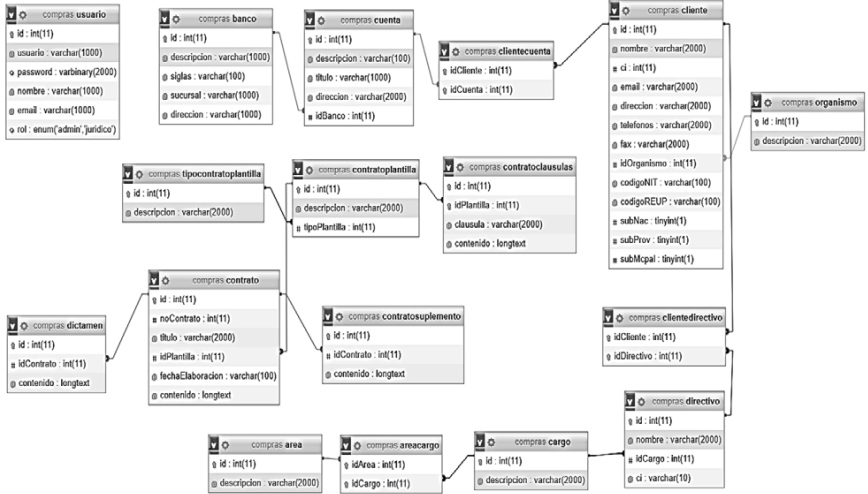 compras usuario
id : int(11)
usuario : varchar(1000)
password : varbinary(2000)
nombre : varchar(1000)
email : varchar(1000)
rol : enum('admin','juridico')
compras banco
id : int(11)
descripcion : varchar(1000)
siglas : varchar(100)
sucursal : varchar(1000)
direccion : varchar(1000)
compras cuenta
id : int(11)
descripcion : varchar(100
titulo : varchar(1000)
direccion : varchar(2000)
idBanco : int(11)
compras clientecuenta
idCliente : int(11)
idCuenta : int(11)
compras cliente
id : int(11)
nombre : varchar(2000)
ci : int(11)
email : varchar(2000)
direccion : varchar(2000)
telefonos : varchar(2000)
fax : varchar(2000)
idOrganismo : int(11)
codigoNIT : varchar(100)
codigoREUP : varchar(100)
subNac : tinyint(1)
subProv : tinyint(1)
subMcpal : tinyint(1)
compras organismo
id : int(11)
descripcion : varchar(2000)
compras tipocontratoplantilla
id : int(11)
descripcion : varchar(2000)
compras contratoplantilla
id : int(11)
descripcion : varchar(2000)
tipoPlantilla : int(11)
compras contratoclausulas
id : int(11)
idPlantilla : int(11)
clausula : varchar(2000)
contenido : longtext
compras dictamen
id : int(11)
idContrato : int(11)
contenido : longtext
compras contrato
id : int(11)
noContrato : int(11)
titulo : varchar(2000)
idPlantilla : int(11)
fechaElaboracion : varchar(100)
contenido : longtext
compras contratosuplemento
id : int(11)
idContrato : int(11)
contenido : longtext
compras clientedirectivo
idCliente : int(11)
idDirectivo : int(11)
compras directivo
id : int(11)
nombre : varchar(2000)
idCargo : int(11)
ci : varchar(10)
compras area
id : int(11)
descripcion : varchar(2000)
compras areacargo
idArea : int(11)
idCargo : int(11)
compras cargo
id : int(11)
descripcion : varchar(2000)